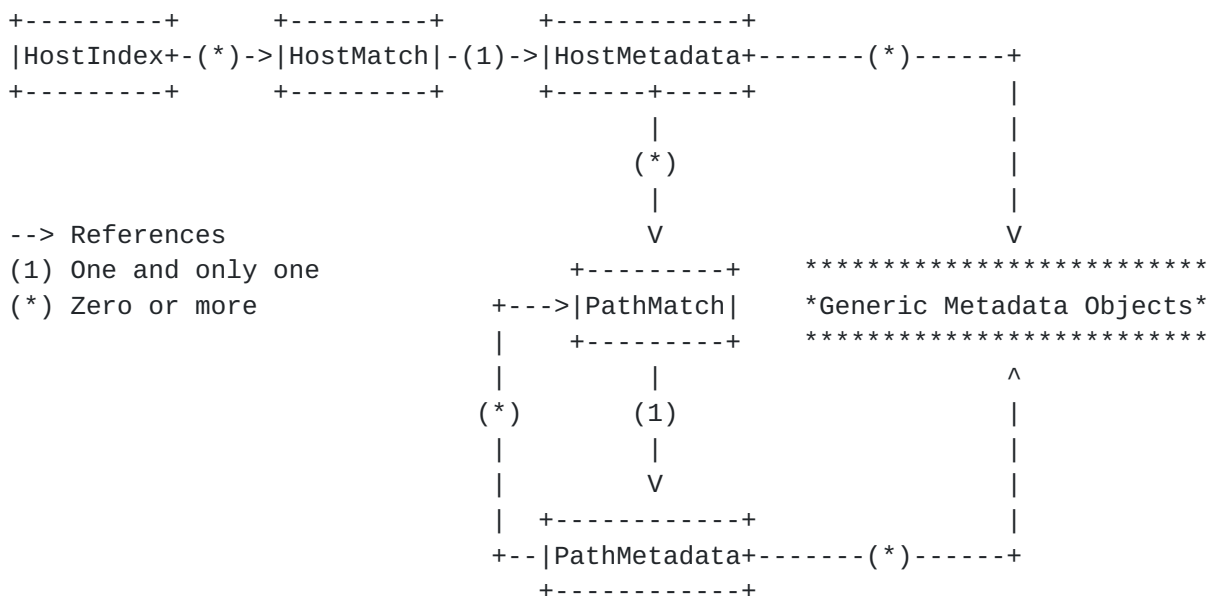 +---------+      +---------+      +------------+
|HostIndex+-(*)->|HostMatch|-(1)->|HostMetadata+-------(*)------+
+---------+      +---------+      +------+-----+                |
                                         |                      |
                                        (*)                     |
                                         |                      |
--> References                           V                      V
(1) One and only one                +---------+    **************************
(*) Zero or more               +--->|PathMatch|    *Generic Metadata Objects*
                               |    +---------+    **************************
                               |         |                      ^
                              (*)       (1)                     |
                               |         |                      |
                               |         V                      |
                               |  +------------+                |
                               +--|PathMetadata+-------(*)------+
                                  +------------+